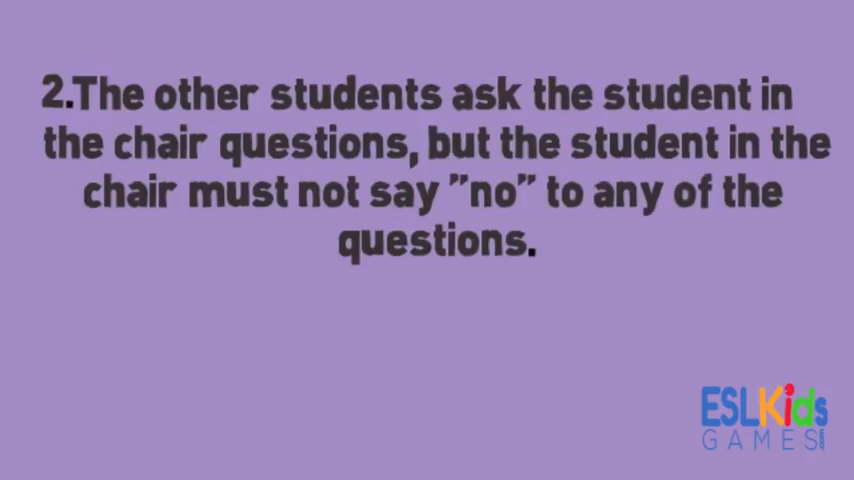 2.The other students ask the student in
the chair questions, but the student in the
chair must not say ”no” to any of the
questions.
ESLKids
GAMES.com